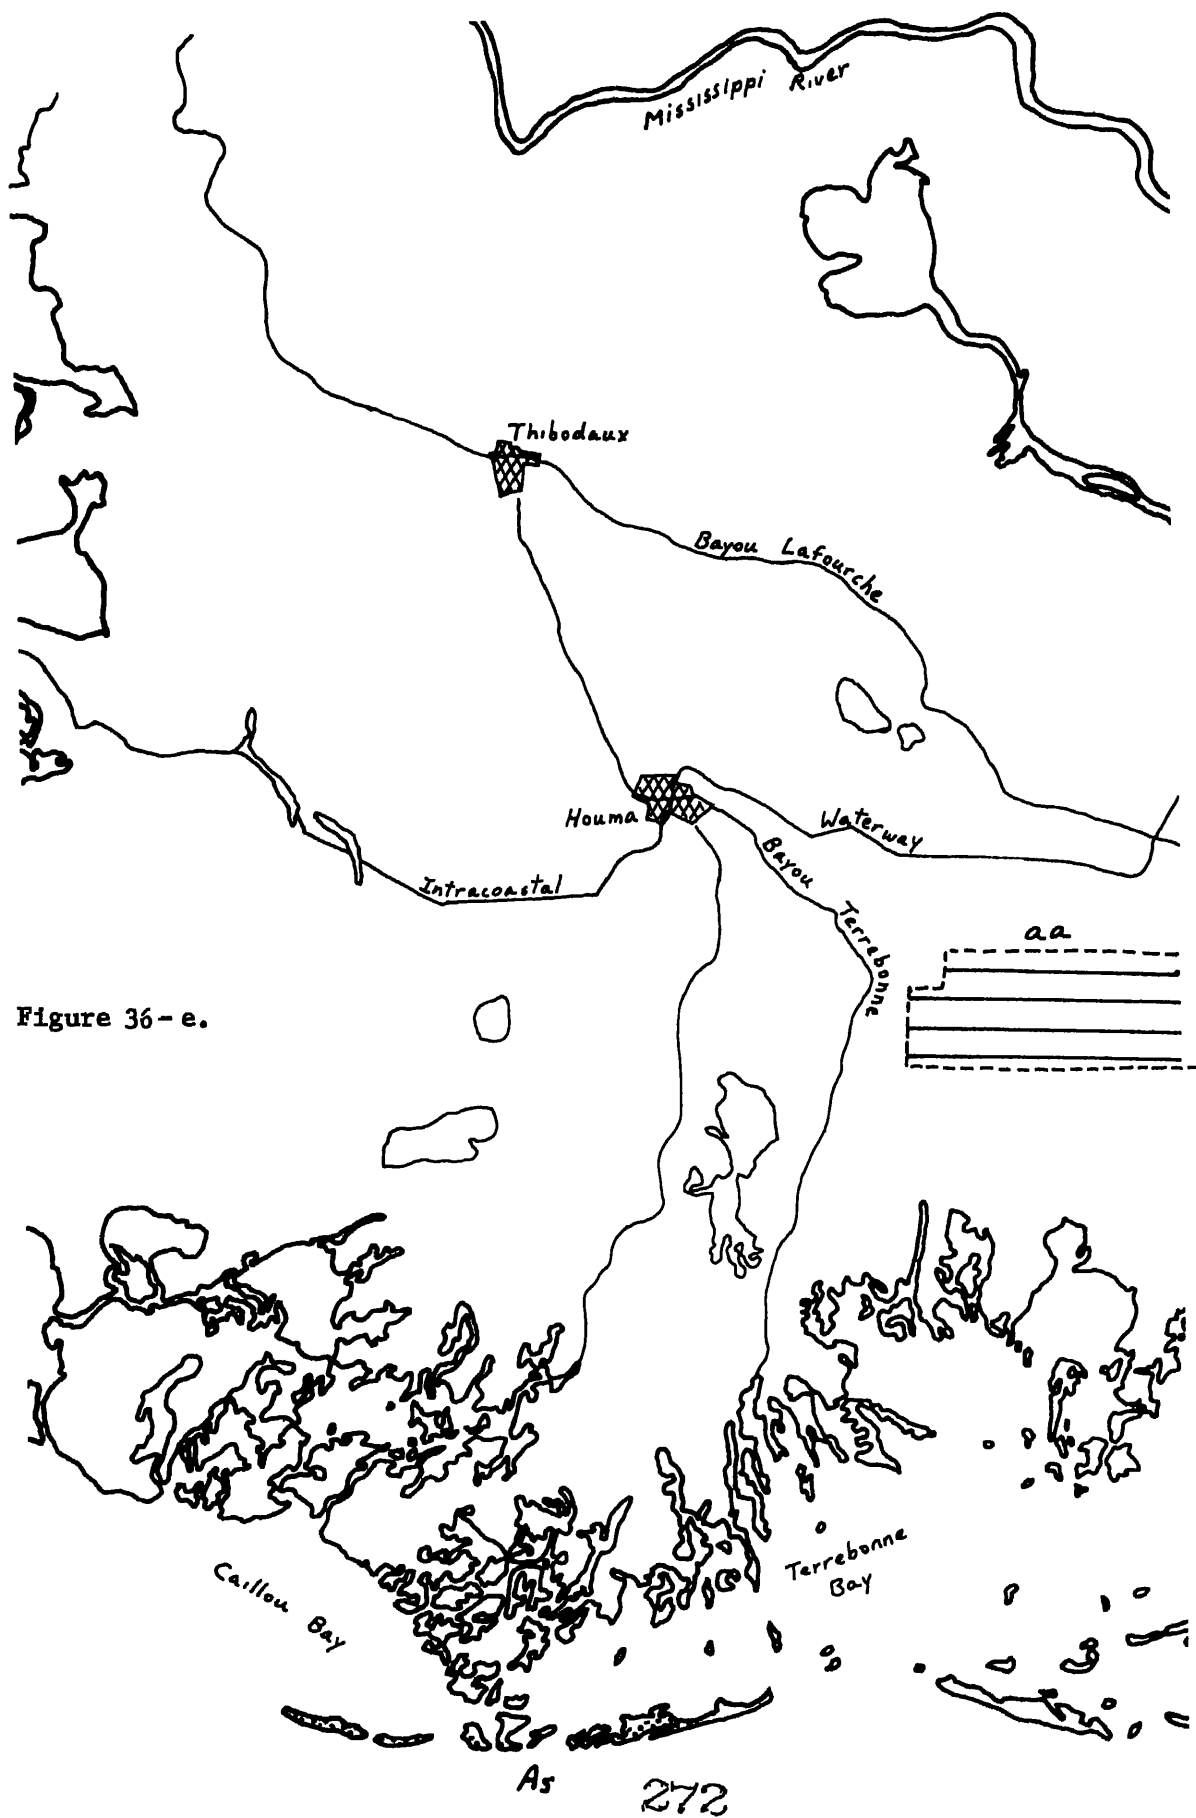 Mississippi River
Thibodaux
Bayou Lafourche
Houma
Waterway
Bayou Terrebonne
Intracoastal
aa
Figure 36-e.
Terrebonne
Bay
Caillou Bay
As
272